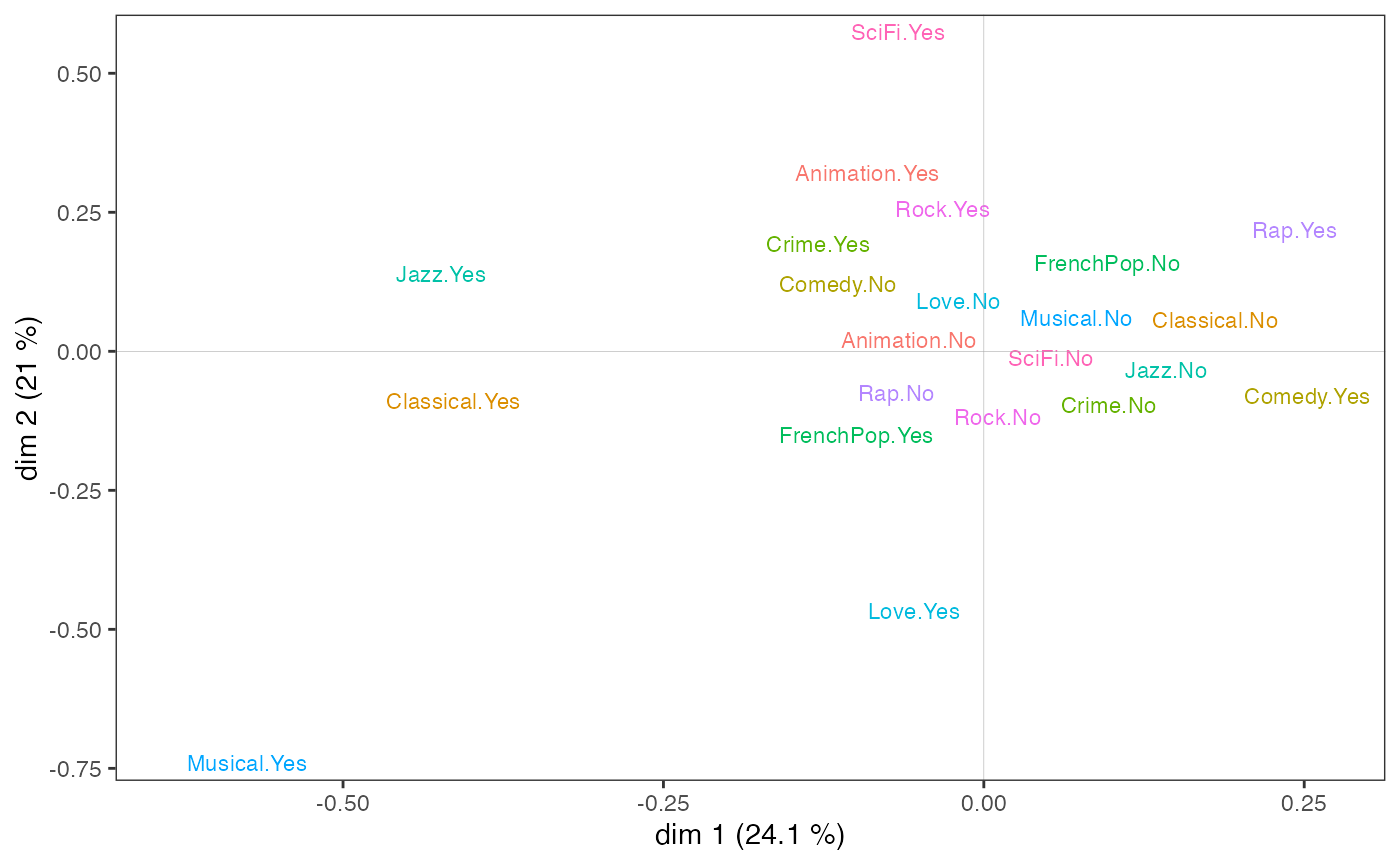 SciFi.Yes
0.50
Animation.Yes
Rock.Yes
0.25
Rap.Yes
Crime.Yes
FrenchPop.No
Jazz.Yes
Comedy.No
Love.No
Musical.No
Classical.No
Animation.No
0.00
SciFi.No
Jazz.No
Rap.No
Comedy.Yes
Classical.Yes
Crime.No
Rock.No
FrenchPop.Yes
dim 2 (21 %)
-0.25
Love.Yes
-0.50
Musical.Yes
-0.75
-0.50 -0.25 0.00 0.25
dim 1 (24.1 %)